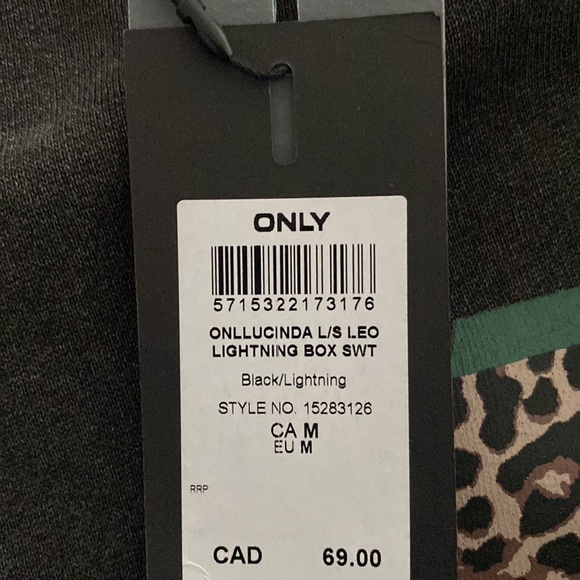 ONLY
5715322173176
ONLLUCINDA L/S LEO
LIGHTNING BOX SWT
Black/Lightning
STYLE NO. 15283126
CA M
EU M
RRP
CAD 69.00